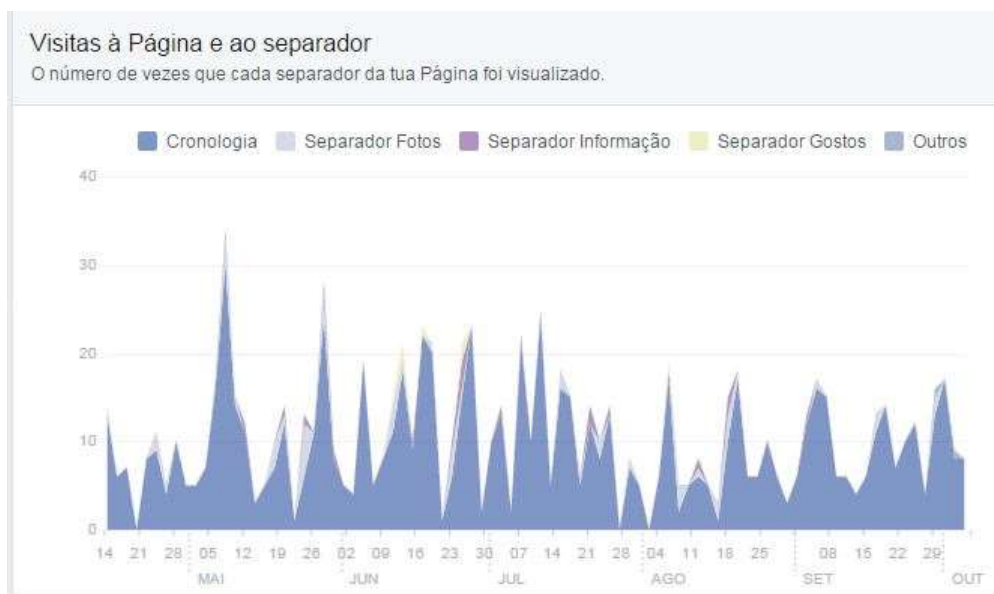 Visitas à Página e ao separador
O número de vezes que cada separador da tua Página foi visualizado.
Cronologia Separador Fotos Separador Informação Separador Gostos Outros
40
30
20
10
0
14 21 28 05 12 19 26 02 09 16 23 30 07 14 21 28 04 11 18 25 08 15 22 29
MAI JUN JUL AGO SET OUT